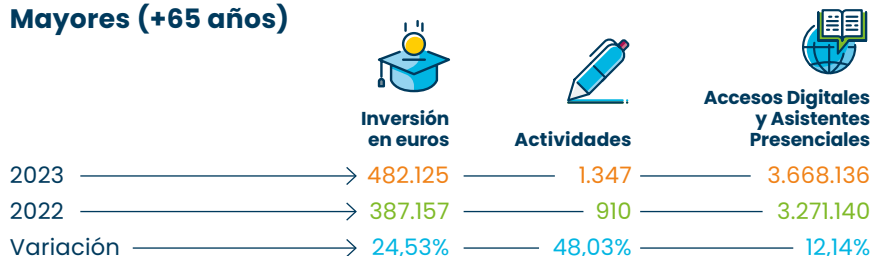 Mayores (+65 años)
Inversión
en euros
Actividades
Accesos Digitales
y Asistentes
Presenciales
2023 482.125 1.347 3.668.136
2022 387.157 910 3.271.140
Variación 24,53% 48,03% 12,14%